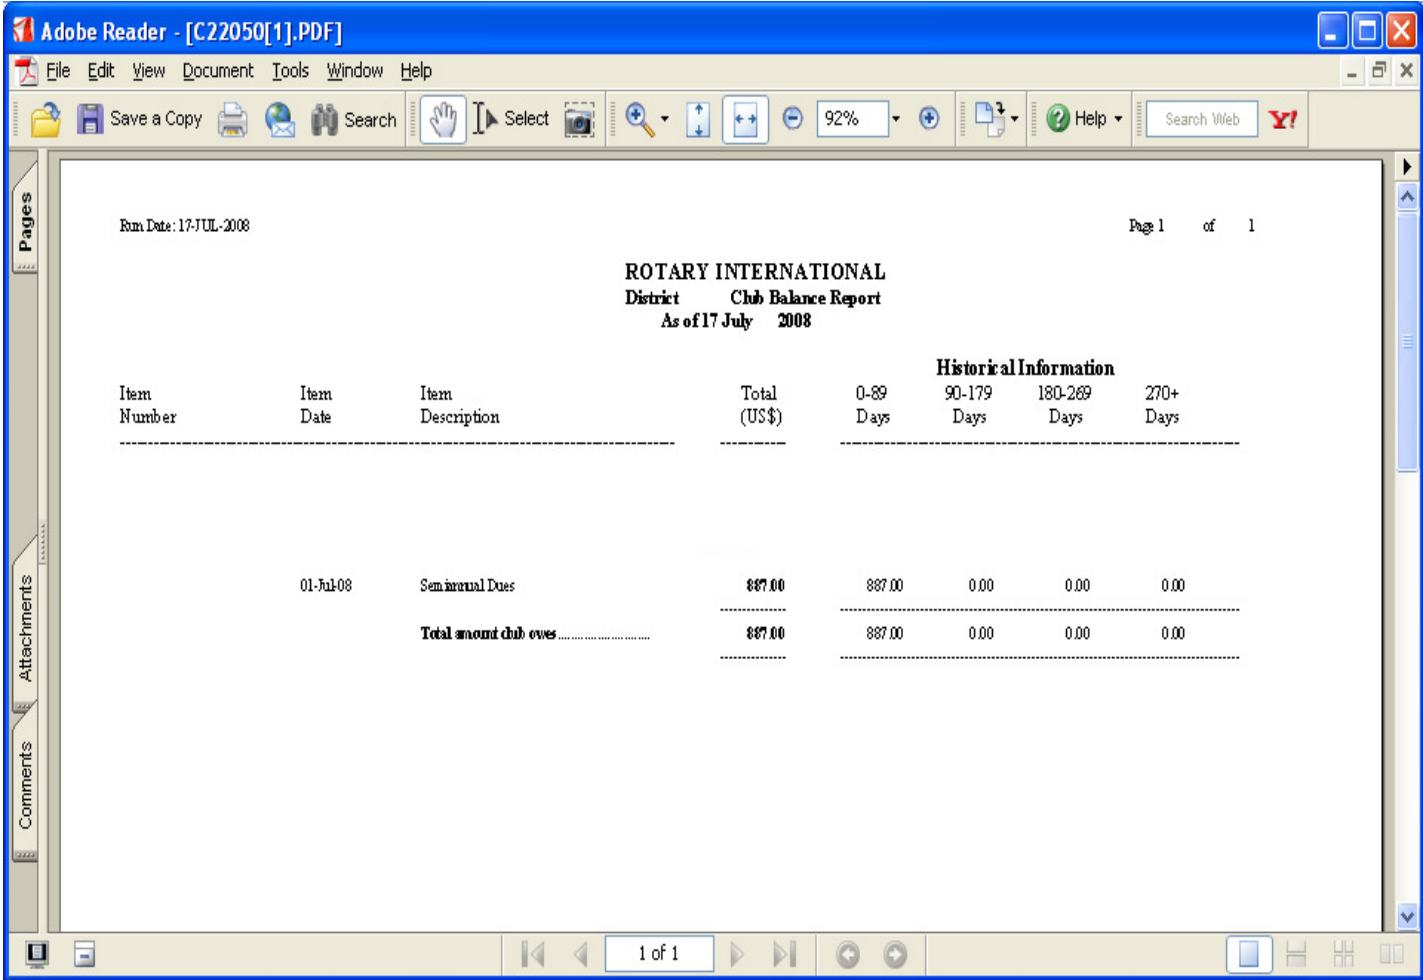 Adobe Reader - [C22050[1].PDF]
File Edit View Document Tools Window Help
Save a Copy Search Select 92% Help Search Web Y!
Pages
Attachments
Comments
Run Date: 17-JUL-2008 Page 1 of 1
ROTARY INTERNATIONAL
District Club Balance Report
As of 17 July 2008
Historical Information
Item Item Item Total 0-89 90-179 180-269 270+
Number Date Description (US$) Days Days Days Days
01-Jul-08 Semiannual Dues 887.00 887.00 0.00 0.00 0.00
Total amount club owes............................ 887.00 887.00 0.00 0.00 0.00
1 of 1